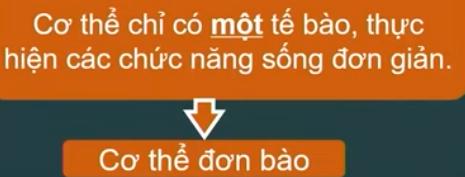 Cơ thể chỉ có một tế bào, thực
hiện các chức năng sống đơn giản.
Cơ thể đơn bào